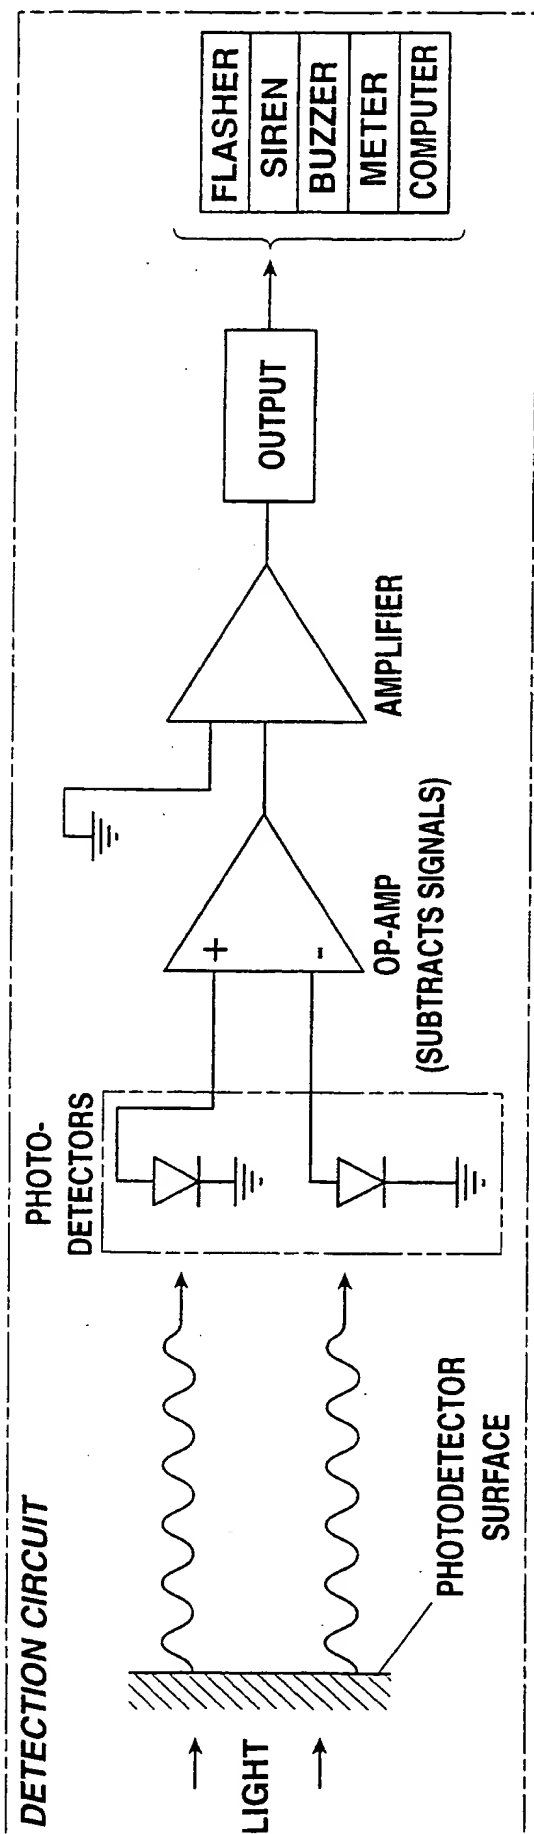 DETECTION CIRCUIT
LIGHT
PHOTODETECTOR
SURFACE
PHOTO-
DETECTORS
+
-
OP-AMP
(SUBTRACTS SIGNALS)
AMPLIFIER
OUTPUT
FLASHER
SIREN
BUZZER
METER
COMPUTER